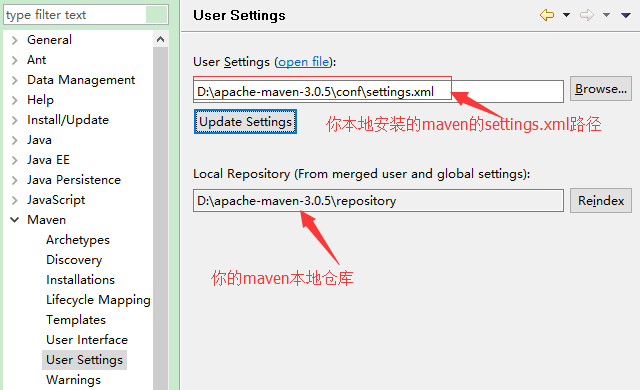 type filter text
General
Ant
Data Management
Help
Install/Update
Java
Java EE
Java Persistence
JavaScript
Maven
Archetypes
Discovery
Installations
Lifecycle Mapping
Templates
User Interface
User Settings
Warnings
User Settings
User Settings (open file):
D:\apache-maven-3.0.5\conf\settings.xml
Browse...
Update Settings
你本地安装的maven的settings.xml路径
Local Repository (From merged user and global settings):
D:\apache-maven-3.0.5\repository
Reindex
你的maven本地仓库